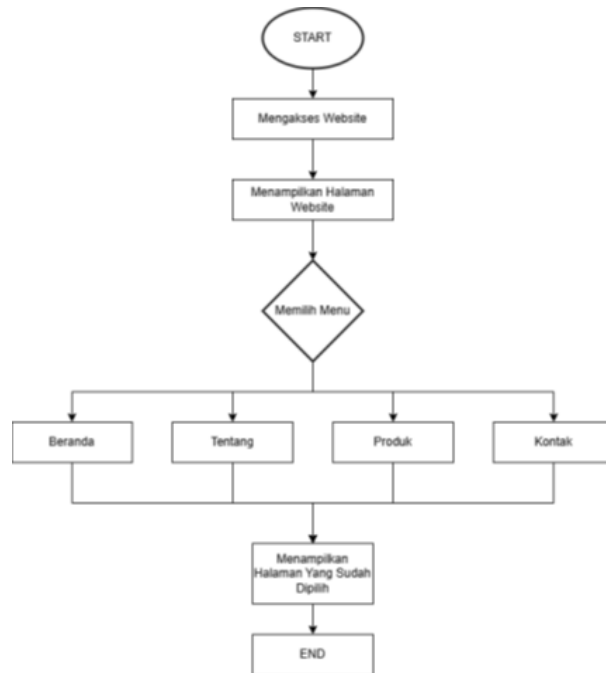 START
Mengakses Website
Menampilkan Halaman
Website
Memilih Menu
Beranda
Tentang
Produk
Kontak
Menampilkan
Halaman Yang Sudah
Dipilih
END